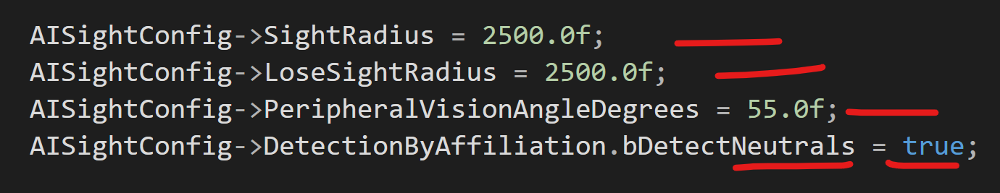 AISightConfig->SightRadius = 2500.0f;
AISightConfig->LoseSightRadius = 2500.0f;
AISightConfig->PeripheralVisionAngleDegrees = 55.0f;
AISightConfig->DetectionByAffiliation.bDetectNeutrals = true;